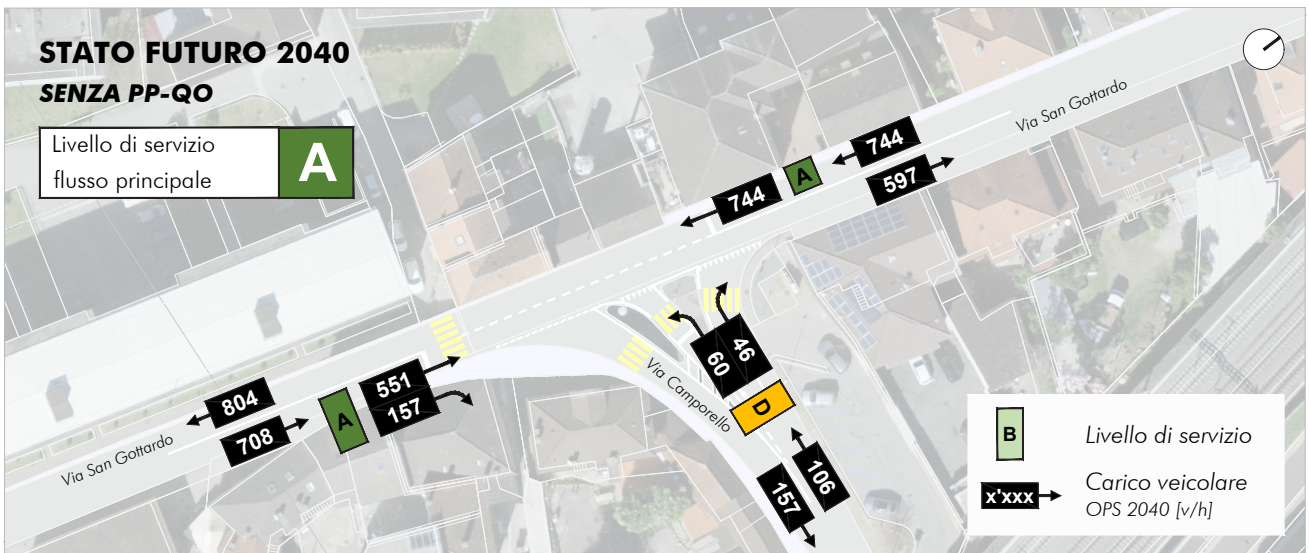 STATO FUTURO 2040
SENZA PP-QO
Livello di servizio
flusso principale
A
Via San Gottardo
744
597
A
744
46
60
Via Camporello
D
106
157
551
157
A
804
708
Via San Gottardo
B
Livello di servizio
x'xxx
Carico veicolare
OPS 2040 [v/h]